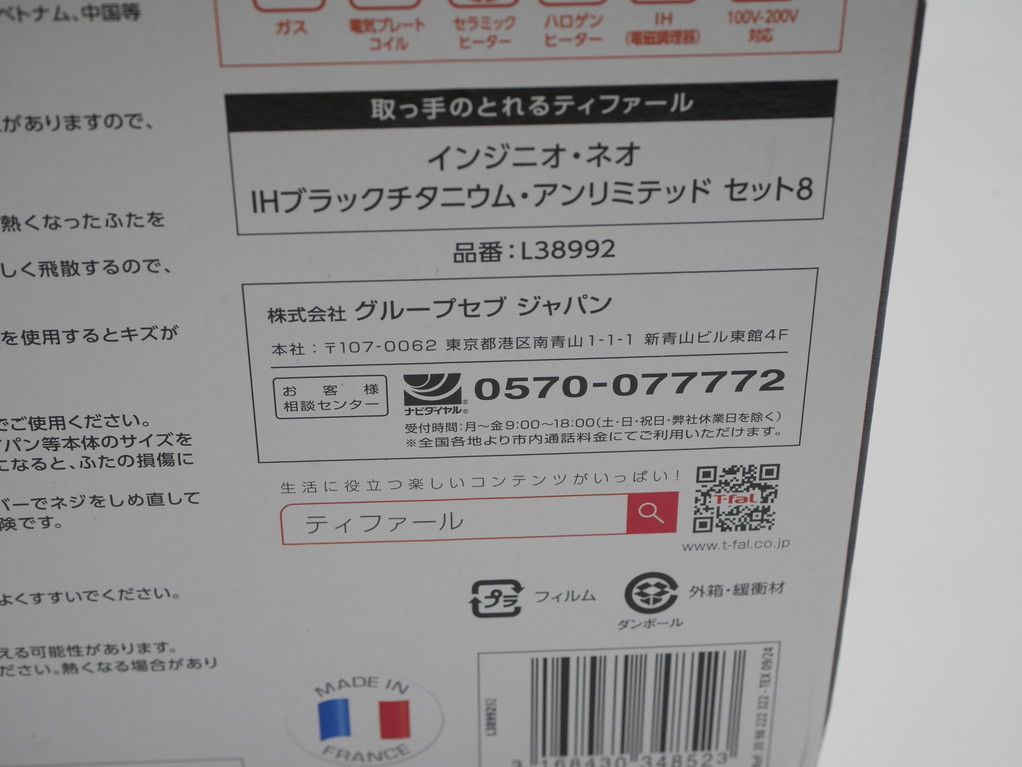 ベトナム、中国等
がありますので、
熱くなったふたを
しく飛散するので、
を使用するとキズが
でご使用ください。
パン等本体のサイズを
になると、ふたの損傷に
バーでネジをしめ直して
険です。
よくすすいでください。
える可能性があります。
ださい。熱くなる場合があり
ガス
電気プレート
コイル
セラミック
ヒーター
ハロゲン
ヒーター
IH
(電磁調理器)
100V-200V
対応
取っ手のとれるティファール
インジニオ・ネオ
IHブラックチタニウム・アンリミテッド セット8
品番：L38992
株式会社 グループセブ ジャパン
本社：〒107-0062 東京都港区南青山1-1-1 新青山ビル東館4F
お客様
相談センター
ナビダイヤル®
0570-077772
受付時間：月～金9:00～18:00(土・日・祝日・弊社休業日を除く)
※全国各地より市内通話料金にてご利用いただけます。
生活に役立つ楽しいコンテンツがいっぱい！
ティファール
T-fal
www.t-fal.co.jp
プラ
フィルム
ダンボール
外箱・緩衝材
MADE IN
FRANCE
3 168430 348523
Ref 20 98 222 322 - TEX 09/24